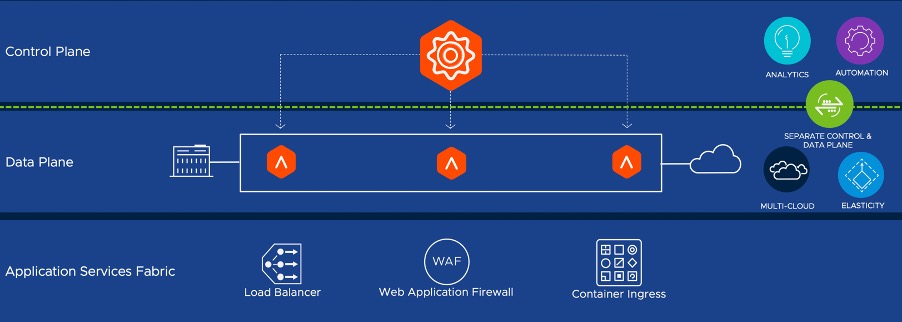 Control Plane
ANALYTICS
AUTOMATION
SEPARATE CONTROL &
DATA PLANE
Data Plane
MULTI-CLOUD
ELASTICITY
Application Services Fabric
WAF
Load Balancer
Web Application Firewall
Container Ingress